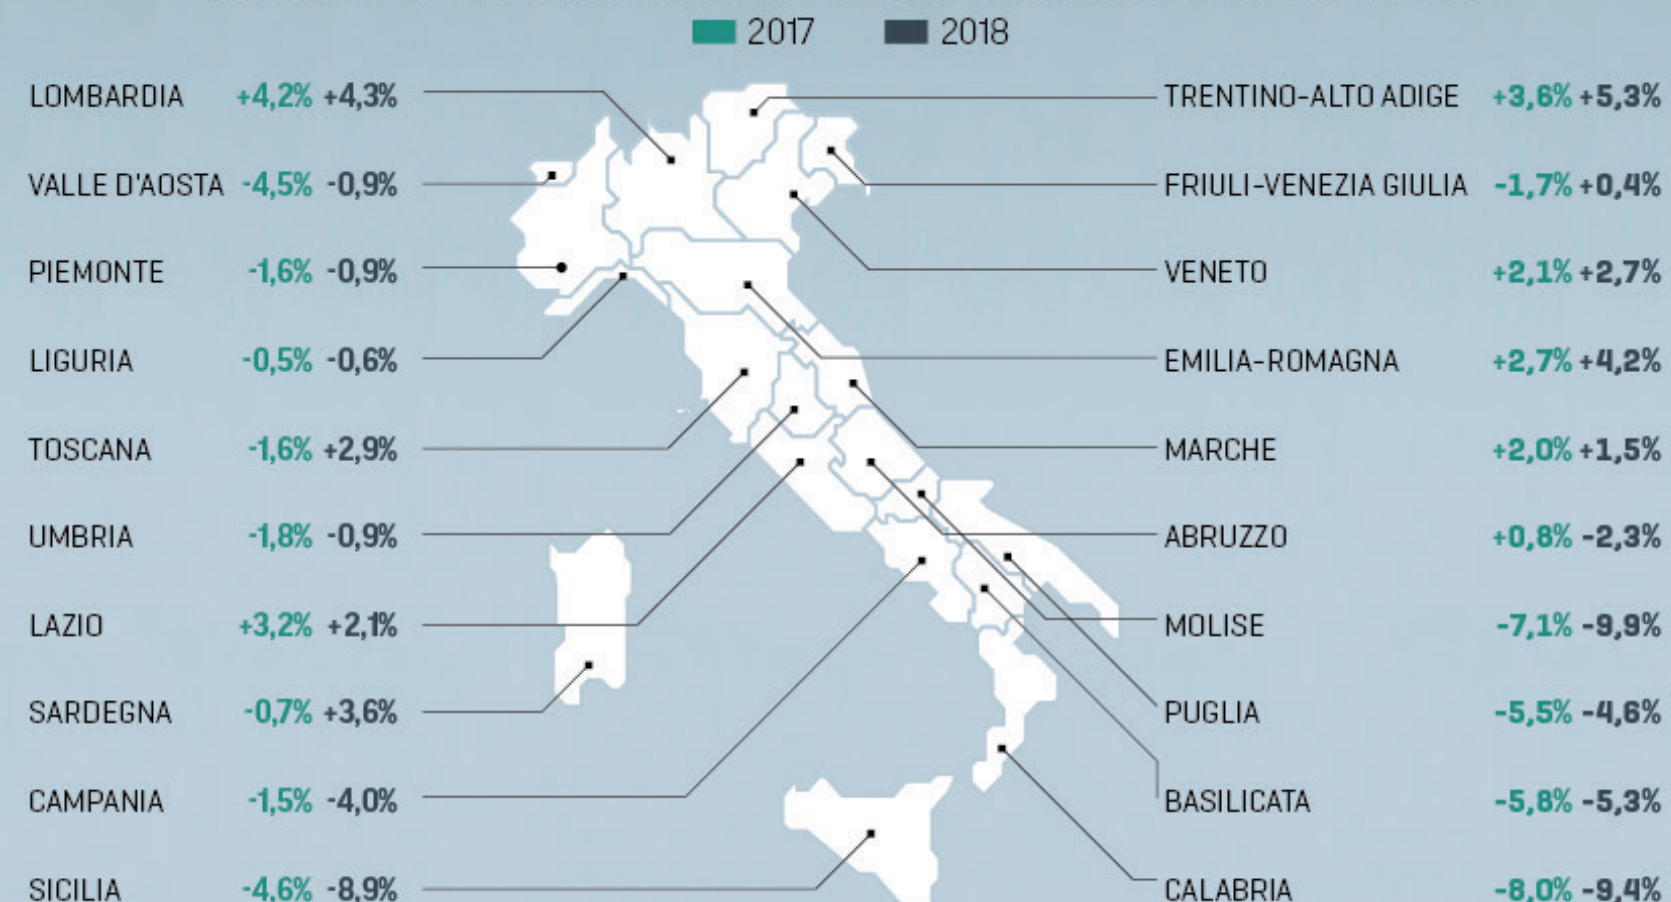 2017 2018
LOMBARDIA +4,2% +4,3%
VALLE D'AOSTA -4,5% -0,9%
PIEMONTE -1,6% -0,9%
LIGURIA -0,5% -0,6%
TOSCANA -1,6% +2,9%
UMBRIA -1,8% -0,9%
LAZIO +3,2% +2,1%
SARDEGNA -0,7% +3,6%
CAMPANIA -1,5% -4,0%
SICILIA -4,6% -8,9%
TRENTINO-ALTO ADIGE +3,6% +5,3%
FRIULI-VENEZIA GIULIA -1,7% +0,4%
VENETO +2,1% +2,7%
EMILIA-ROMAGNA +2,7% +4,2%
MARCHE +2,0% +1,5%
ABRUZZO +0,8% -2,3%
MOLISE -7,1% -9,9%
PUGLIA -5,5% -4,6%
BASILICATA -5,8% -5,3%
CALABRIA -8,0% -9,4%